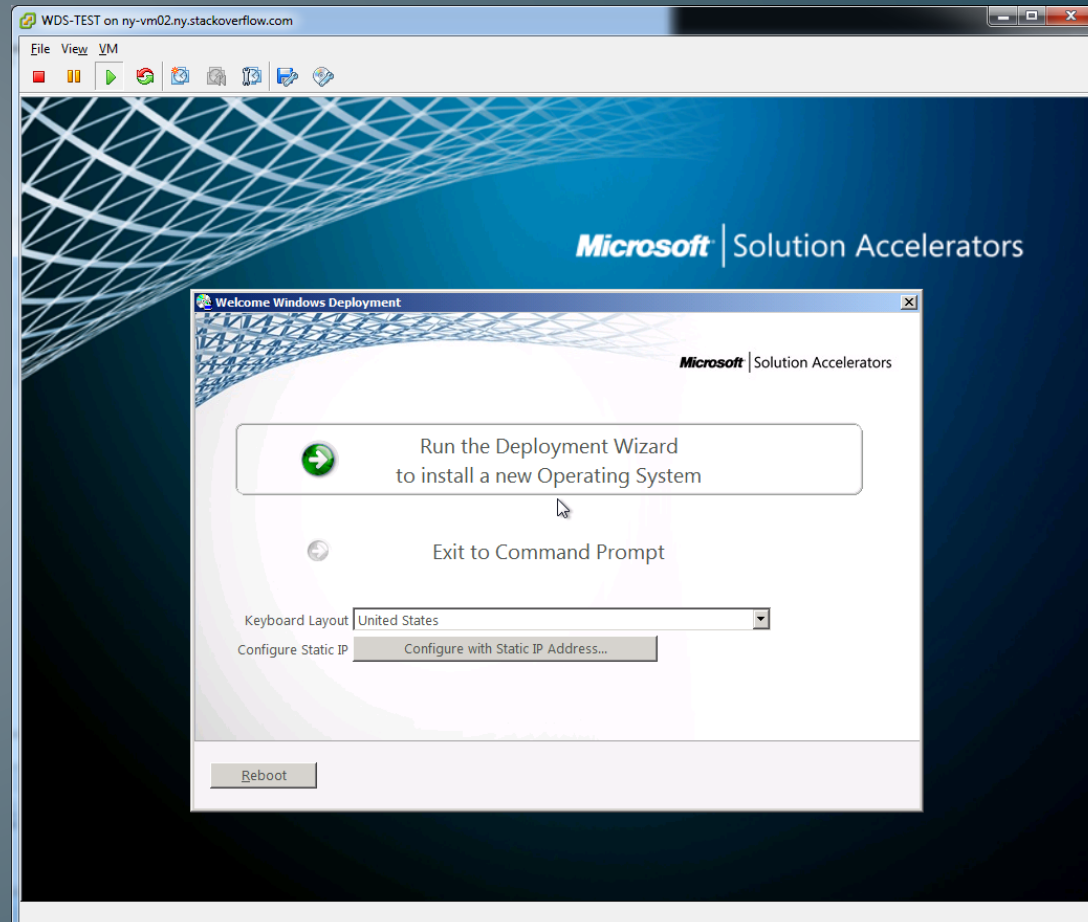 WDS-TEST on ny-vm02.ny.stackoverflow.com
File View VM
Microsoft Solution Accelerators
Welcome Windows Deployment
Microsoft Solution Accelerators
Run the Deployment Wizard
to install a new Operating System
Exit to Command Prompt
Keyboard Layout United States
Configure Static IP Configure with Static IP Address...
Reboot